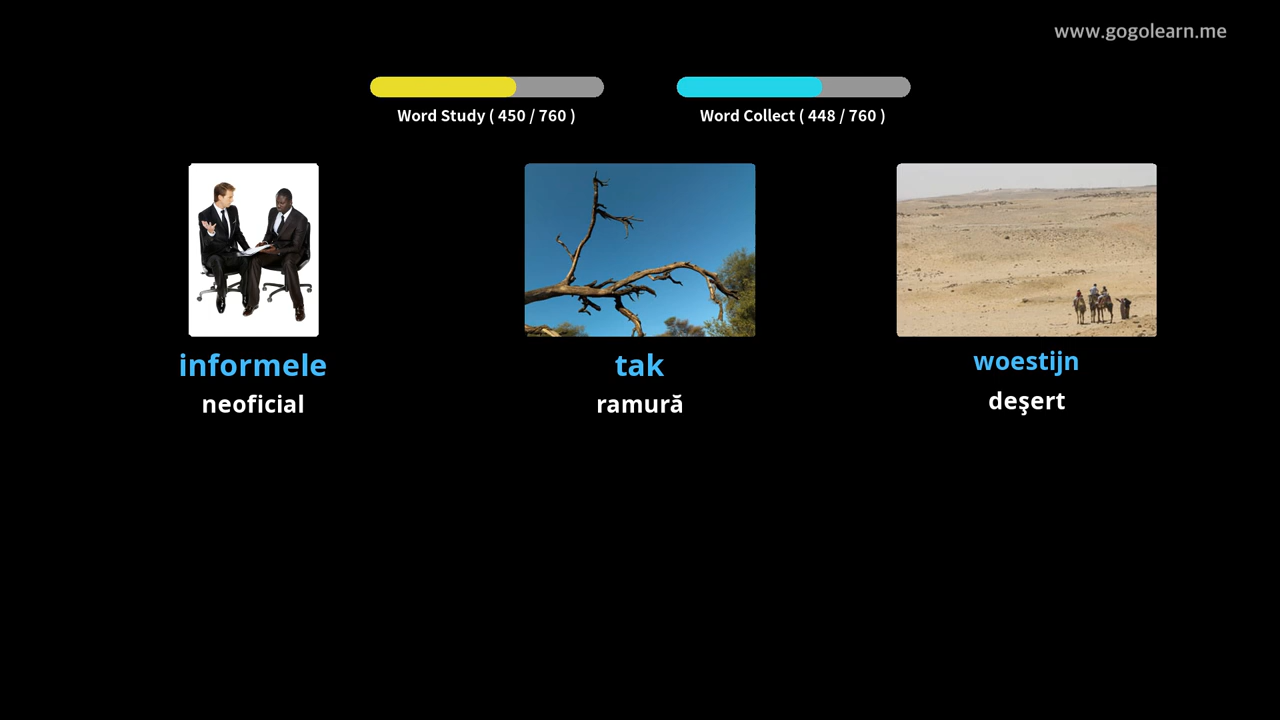 www.gogolearn.me
Word Study ( 450 / 760 )
Word Collect ( 448 / 760 )
informele
neoficial
tak
ramură
woestijn
deşert